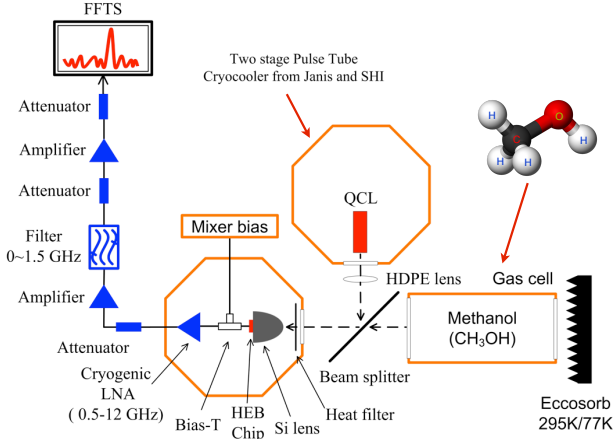 FFTS
Two stage Pulse Tube
Cryocooler from Janis and SHI
Attenuator
Amplifier
Attenuator
Filter
0~1.5 GHz
Amplifier
Attenuator
Mixer bias
QCL
HDPE lens
Gas cell
Methanol
(CH3OH)
H
C
O
H
H
H
Beam splitter
Cryogenic
LNA
( 0.5-12 GHz)
Bias-T
HEB
Chip
Si lens
Heat filter
Eccosorb
295K/77K